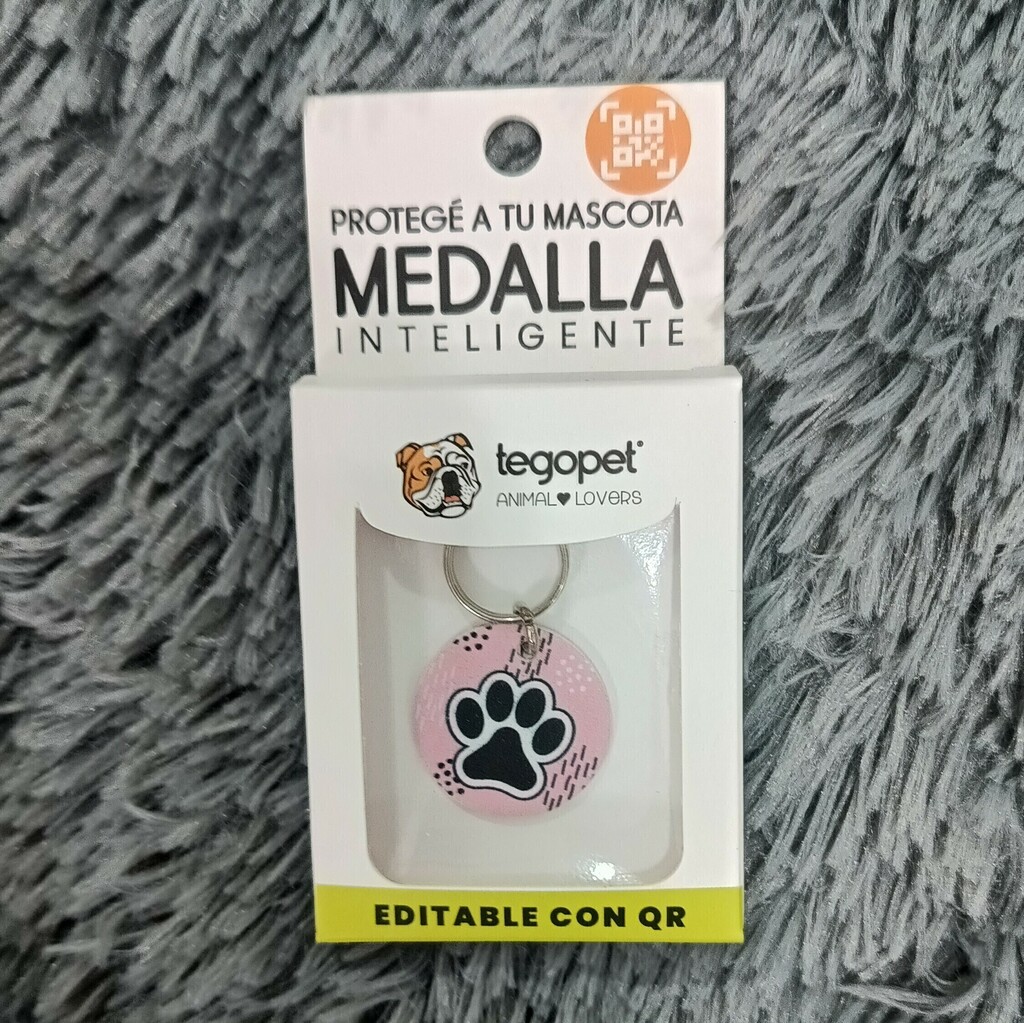 PROTEGÉ A TU MASCOTA
MEDALLA
INTELIGENTE
tegopet®
ANIMAL♥LOVERS
EDITABLE CON QR